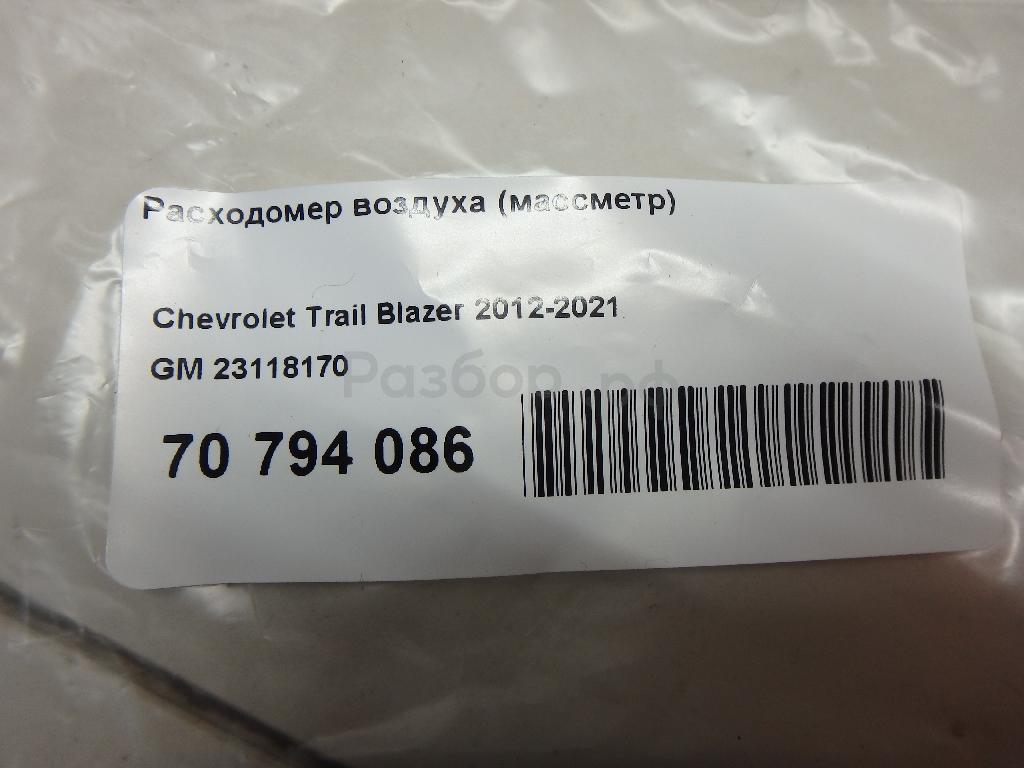 Расходомер воздуха (массметр)
Chevrolet Trail Blazer 2012-2021
GM 23118170
Разбор.рф
70 794 086